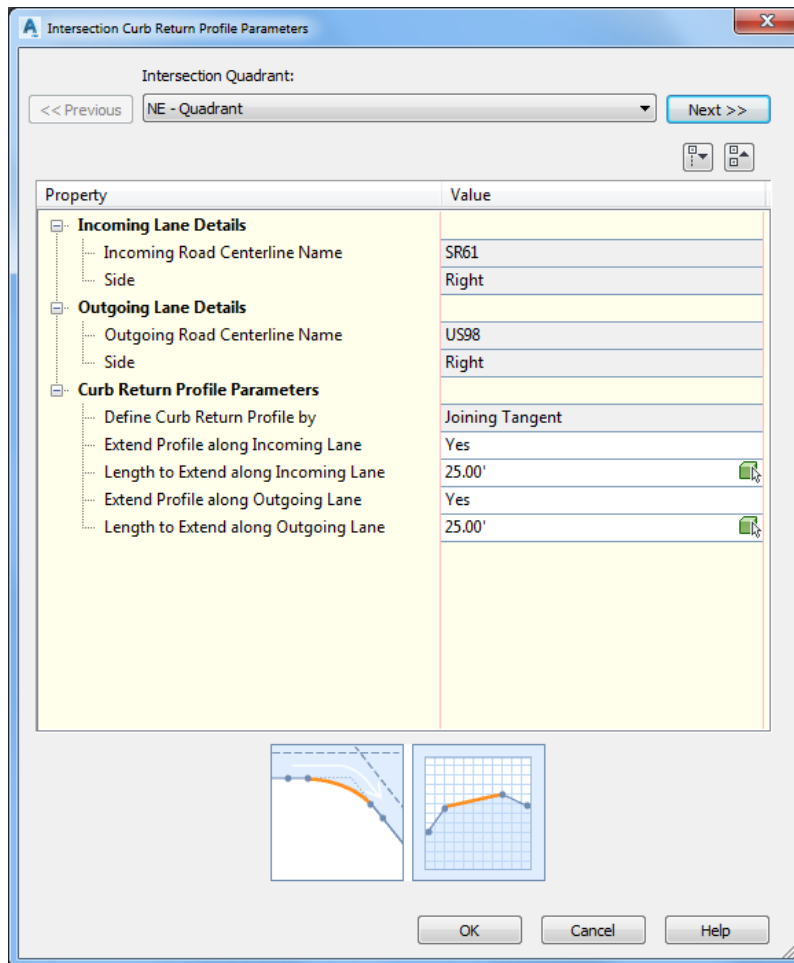 Intersection Curb Return Profile Parameters
Intersection Quadrant:
<< Previous NE - Quadrant Next >>
Property Value
Incoming Lane Details
Incoming Road Centerline Name SR61
Side Right
Outgoing Lane Details
Outgoing Road Centerline Name US98
Side Right
Curb Return Profile Parameters
Define Curb Return Profile by Joining Tangent
Extend Profile along Incoming Lane Yes
Length to Extend along Incoming Lane 25.00'
Extend Profile along Outgoing Lane Yes
Length to Extend along Outgoing Lane 25.00'
OK Cancel Help